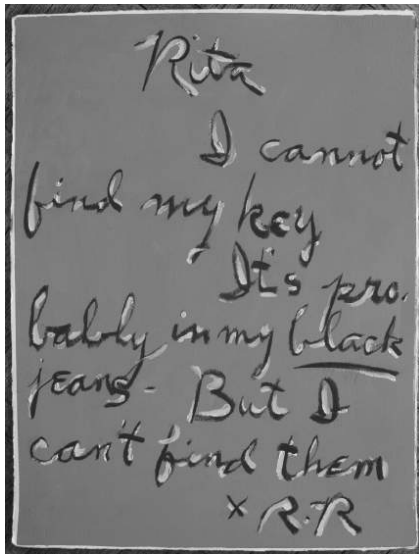 Rita
I cannot
find my key
It's pro.
bably in my black
jeans - But I
can't find them
x R.R